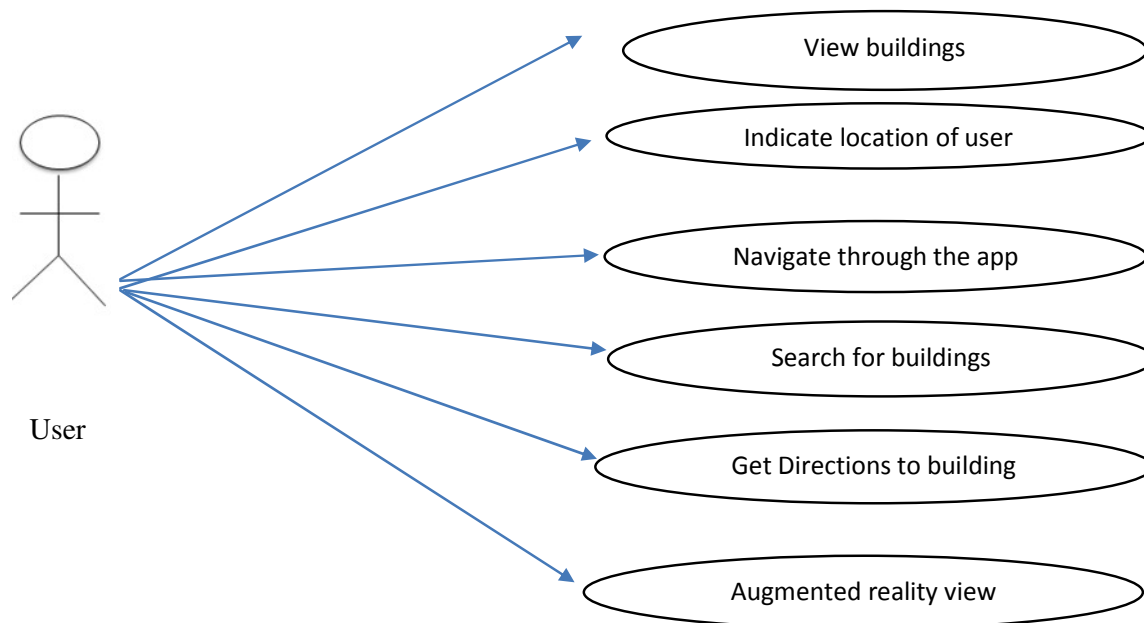 View buildings
Indicate location of user
Navigate through the app
Search for buildings
User
Get Directions to building
Augmented reality view